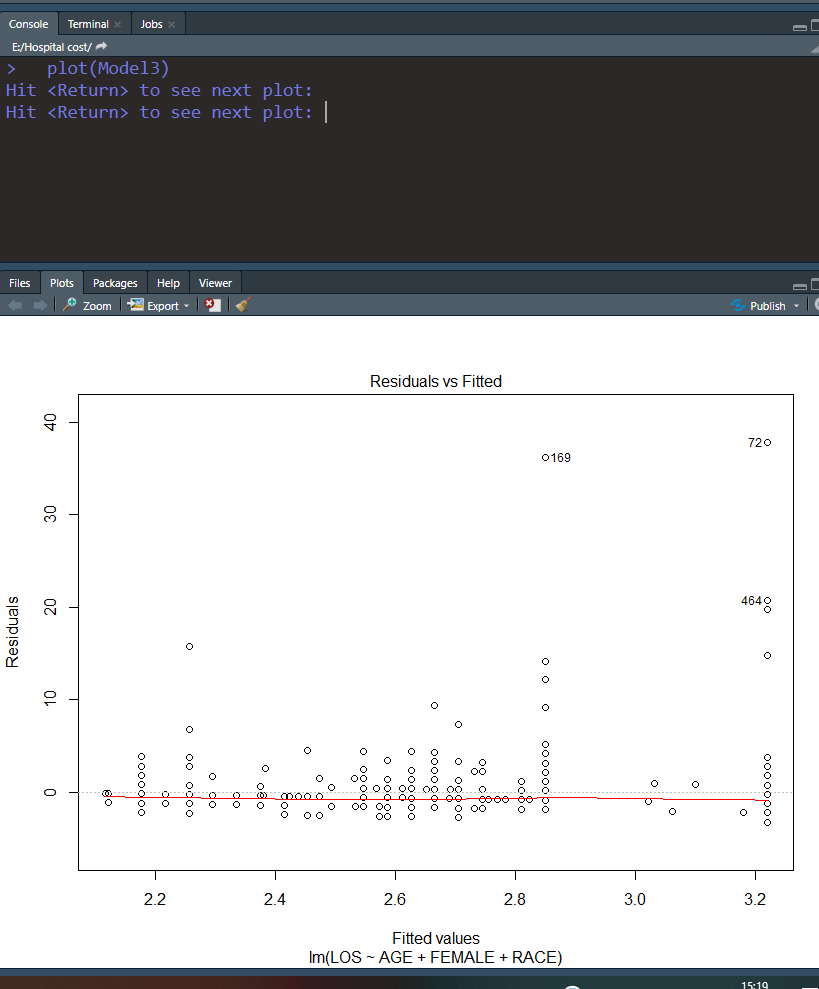 Console Terminal Jobs
E:/Hospital cost/
> plot(Model3)
Hit <Return> to see next plot:
Hit <Return> to see next plot:
Files Plots Packages Help Viewer
Zoom Export Publish
Residuals vs Fitted
40
30
20
10
0
Residuals
72
169
464
2.2 2.4 2.6 2.8 3.0 3.2
Fitted values
lm(LOS ~ AGE + FEMALE + RACE)
15:19